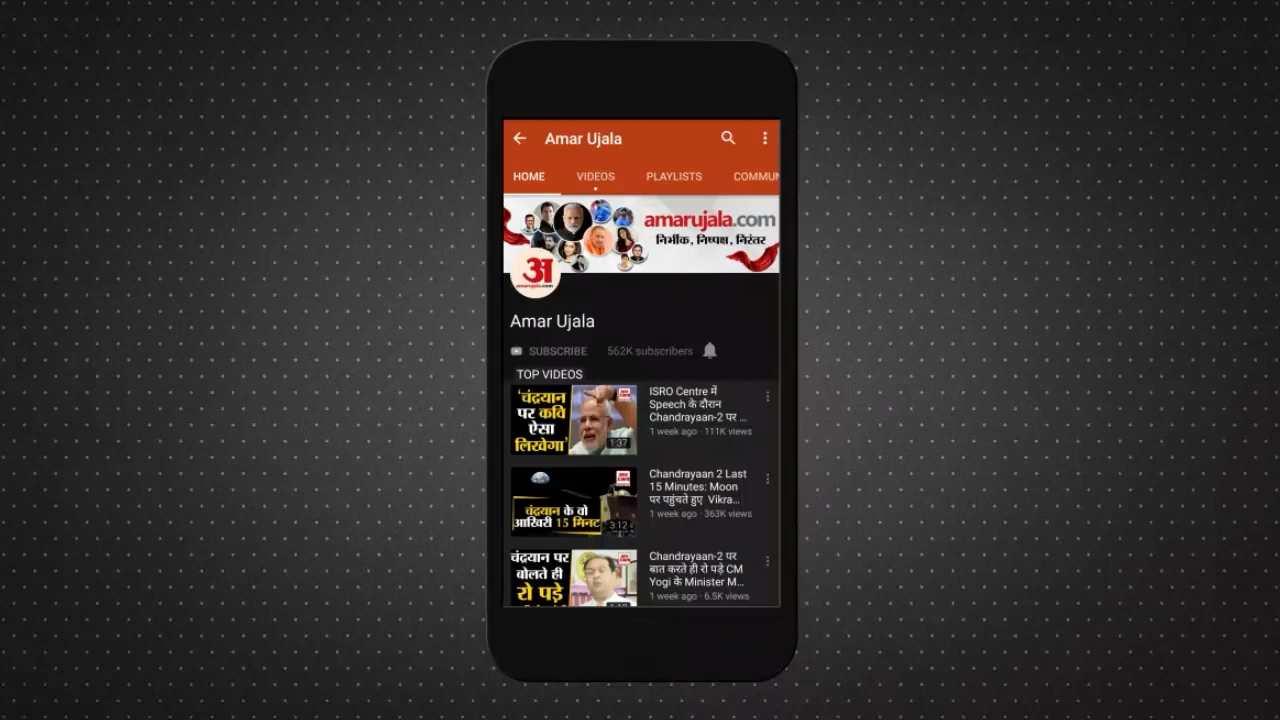 Amar Ujala
HOME VIDEOS PLAYLISTS COMMUN
amarujala.com
निर्भीक, निष्पक्ष, निरंतर
अ
amarujala.com
Amar Ujala
SUBSCRIBE 562K subscribers
TOP VIDEOS
'चंद्रयान
पर कवि
ऐसा
लिखेगा'
1:37
ISRO Centre में
Speech के दौरान
Chandrayaan-2 पर ...
1 week ago · 111K views
चंद्रयान के वो
आखिरी 15 मिनट
3:12
Chandrayaan 2 Last
15 Minutes: Moon
पर पहुंचते हुए Vikra...
1 week ago · 363K views
चंद्रयान पर
बोलते ही
रो पड़े
Chandrayaan-2 पर
बात करते ही रो पड़े CM
Yogi के Minister M...
1 week ago · 6.5K views